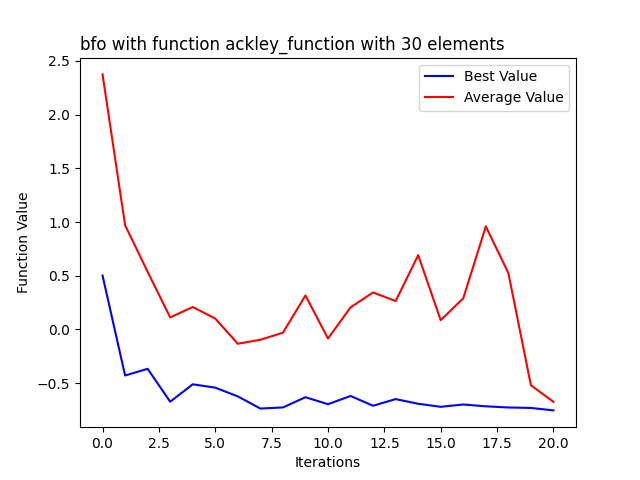 bfo with function ackley_function with 30 elements
Best Value
Average Value
Function Value
2.5
2.0
1.5
1.0
0.5
0.0
−0.5
0.0 2.5 5.0 7.5 10.0 12.5 15.0 17.5 20.0
Iterations